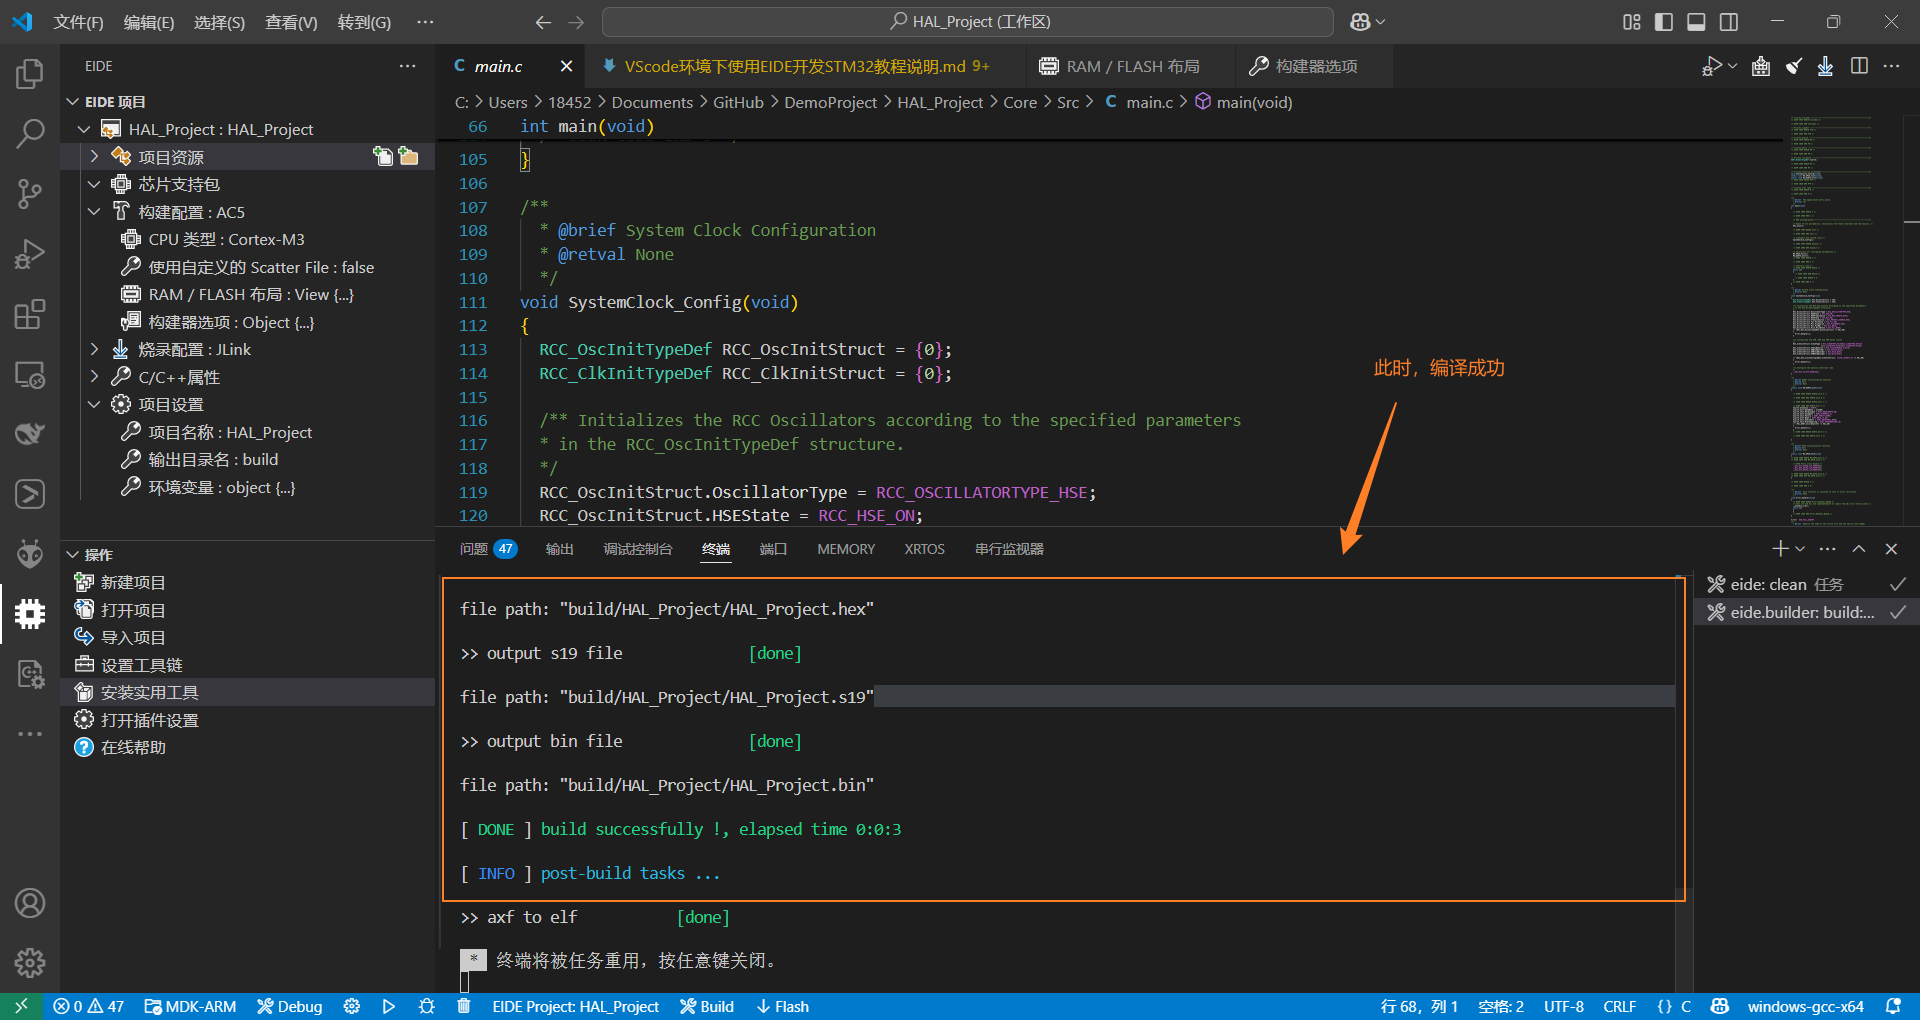 文件(F) 编辑(E) 选择(S) 查看(V) 转到(G) ··· HAL_Project (工作区)
EIDE ···
main.c VScode环境下使用EIDE开发STM32教程说明.md 9+ RAM / FLASH 布局 构建器选项
C: > Users > 18452 > Documents > GitHub > DemoProject > HAL_Project > Core > Src > C main.c > main(void)
EIDE 项目
HAL_Project : HAL_Project
项目资源
芯片支持包
构建配置 : AC5
CPU 类型 : Cortex-M3
使用自定义的 Scatter File : false
RAM / FLASH 布局 : View {...}
构建器选项 : Object {...}
烧录配置 : JLink
C/C++属性
项目设置
项目名称 : HAL_Project
输出目录名 : build
环境变量 : object {...}
操作
新建项目
打开项目
导入项目
设置工具链
安装实用工具
打开插件设置
在线帮助
66 int main(void)
105 }
106
107 /**
108 * @brief System Clock Configuration
109 * @retval None
110 */
111 void SystemClock_Config(void)
112 {
113 RCC_OscInitTypeDef RCC_OscInitStruct = {0};
114 RCC_ClkInitTypeDef RCC_ClkInitStruct = {0};
115
116 /** Initializes the RCC Oscillators according to the specified parameters
117 * in the RCC_OscInitTypeDef structure.
118 */
119 RCC_OscInitStruct.OscillatorType = RCC_OSCILLATORTYPE_HSE;
120 RCC_OscInitStruct.HSEState = RCC_HSE_ON;
此时，编译成功
问题 47 输出 调试控制台 终端 端口 MEMORY XRTOS 串行监视器
file path: "build/HAL_Project/HAL_Project.hex"
>> output s19 file [done]
file path: "build/HAL_Project/HAL_Project.s19"
>> output bin file [done]
file path: "build/HAL_Project/HAL_Project.bin"
[ DONE ] build successfully !, elapsed time 0:0:3
[ INFO ] post-build tasks ...
>> axf to elf [done]
* 终端将被任务重用，按任意键关闭。
eide: clean 任务
eide.builder: build:...
0 47 MDK-ARM Debug EIDE Project: HAL_Project Build Flash 行 68，列 1 空格: 2 UTF-8 CRLF {} C windows-gcc-x64